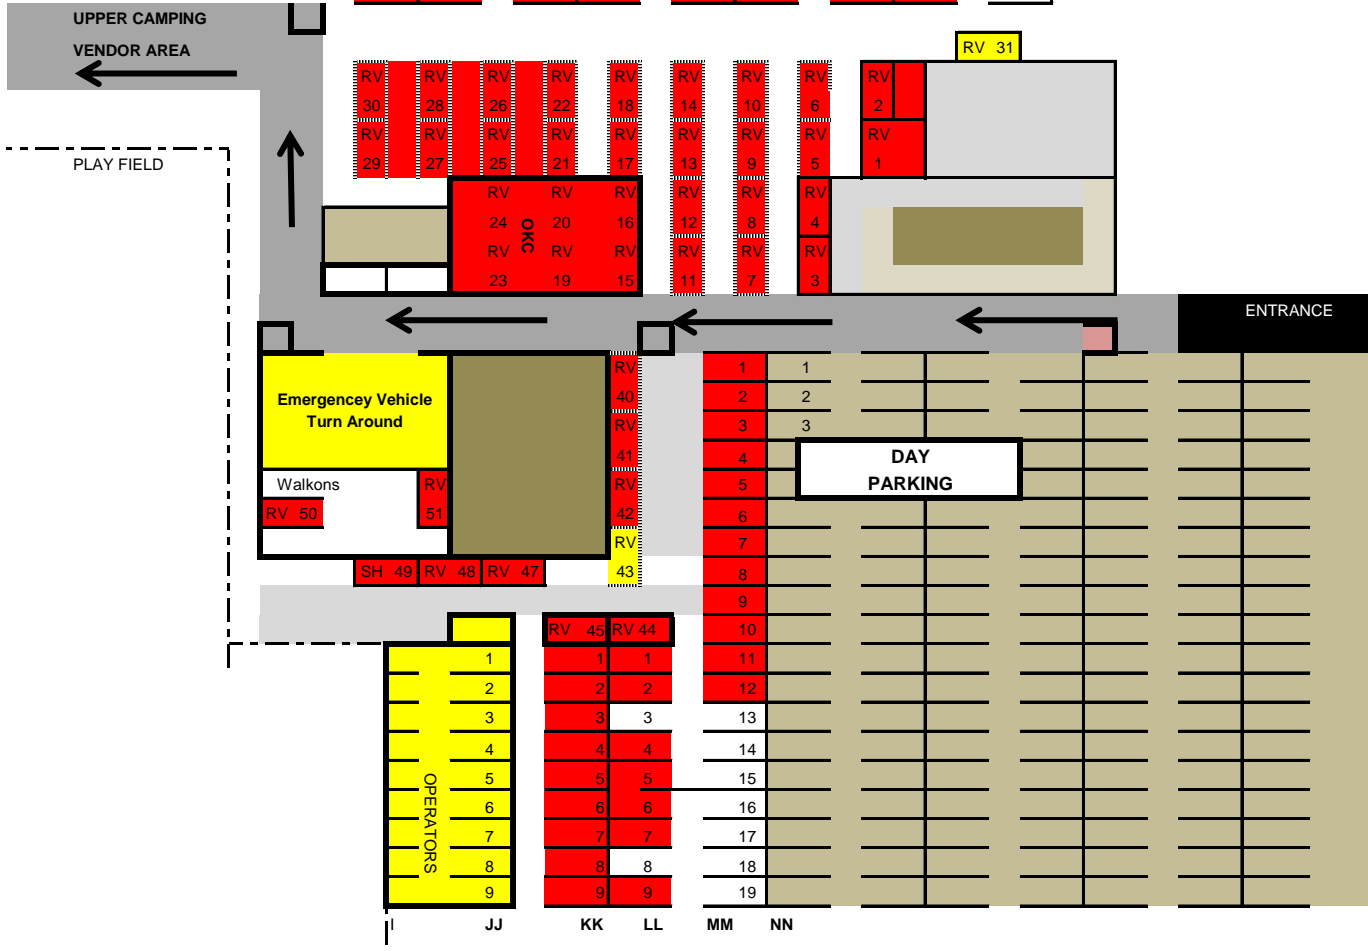 UPPER CAMPING
VENDOR AREA
RV 31
RV RV RV RV RV RV RV RV RV
30 28 26 22 18 14 10 6 2
RV RV RV RV RV RV RV RV RV
29 27 25 21 17 13 9 5 1
PLAY FIELD
RV RV RV RV RV RV
24 20 16 12 8 4
OKC
RV RV RV RV RV RV
23 19 15 11 7 3
ENTRANCE
Emergencey Vehicle
Turn Around
RV
40
RV
41
RV
42
RV
43
Walkons
RV 50
RV
51
SH 49 RV 48 RV 47
RV 45 RV 44
1 1
2 2
3 3
4
5
6
7
8
9
10
11
12
13
14
15
16
17
18
19
DAY
PARKING
1 1 1
2 2 2
3 3 3
4 4 4
5 5 5
6 6 6
7 7 7
8 8 8
9 9 9
OPERATORS
I JJ KK LL MM NN